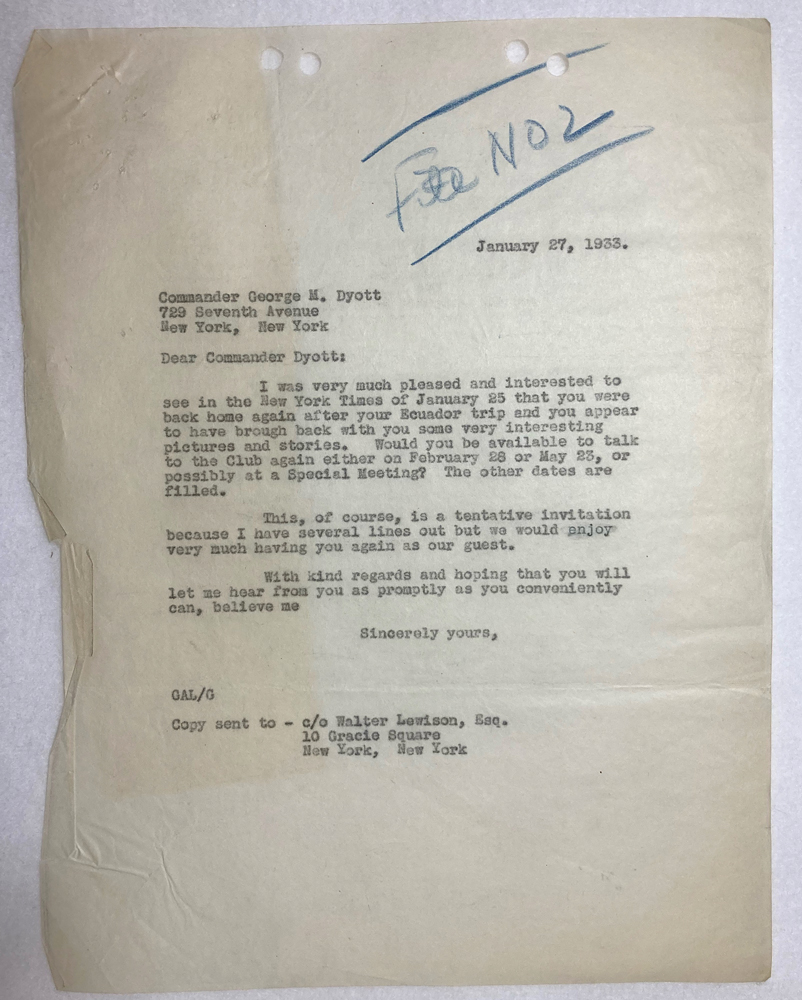 File NO 2
January 27, 1933.
Commander George M. Dyott
729 Seventh Avenue
New York, New York
Dear Commander Dyott:
I was very much pleased and interested to
see in the New York Times of January 25 that you were
back home again after your Ecuador trip and you appear
to have brough back with you some very interesting
pictures and stories. Would you be available to talk
to the Club again either on February 28 or May 23, or
possibly at a Special Meeting? The other dates are
filled.
This, of course, is a tentative invitation
because I have several lines out but we would enjoy
very much having you again as our guest.
With kind regards and hoping that you will
let me hear from you as promptly as you conveniently
can, believe me
Sincerely yours,
GAL/G
Copy sent to - c/o Walter Lewison, Esq.
10 Gracie Square
New York, New York